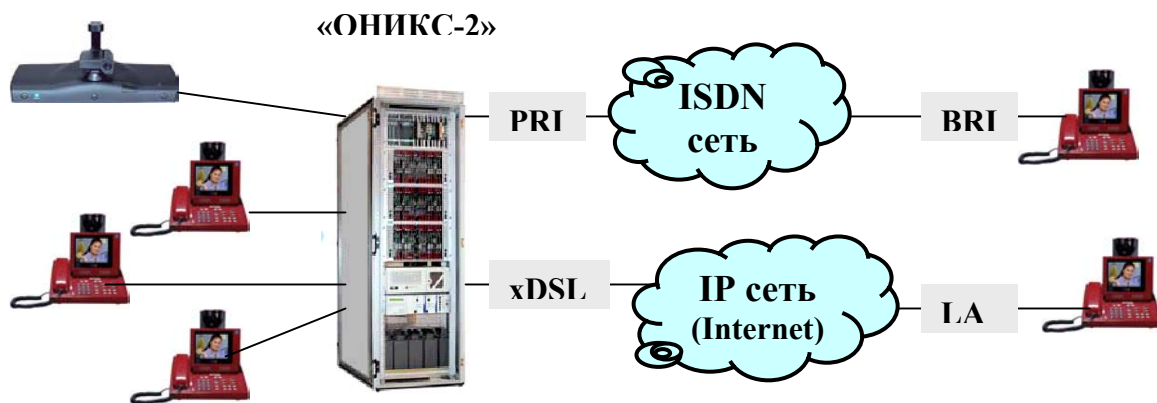 «ОНИКС-2»
PRI
ISDN
сеть
BRI
xDSL
IP сеть
(Internet)
LA